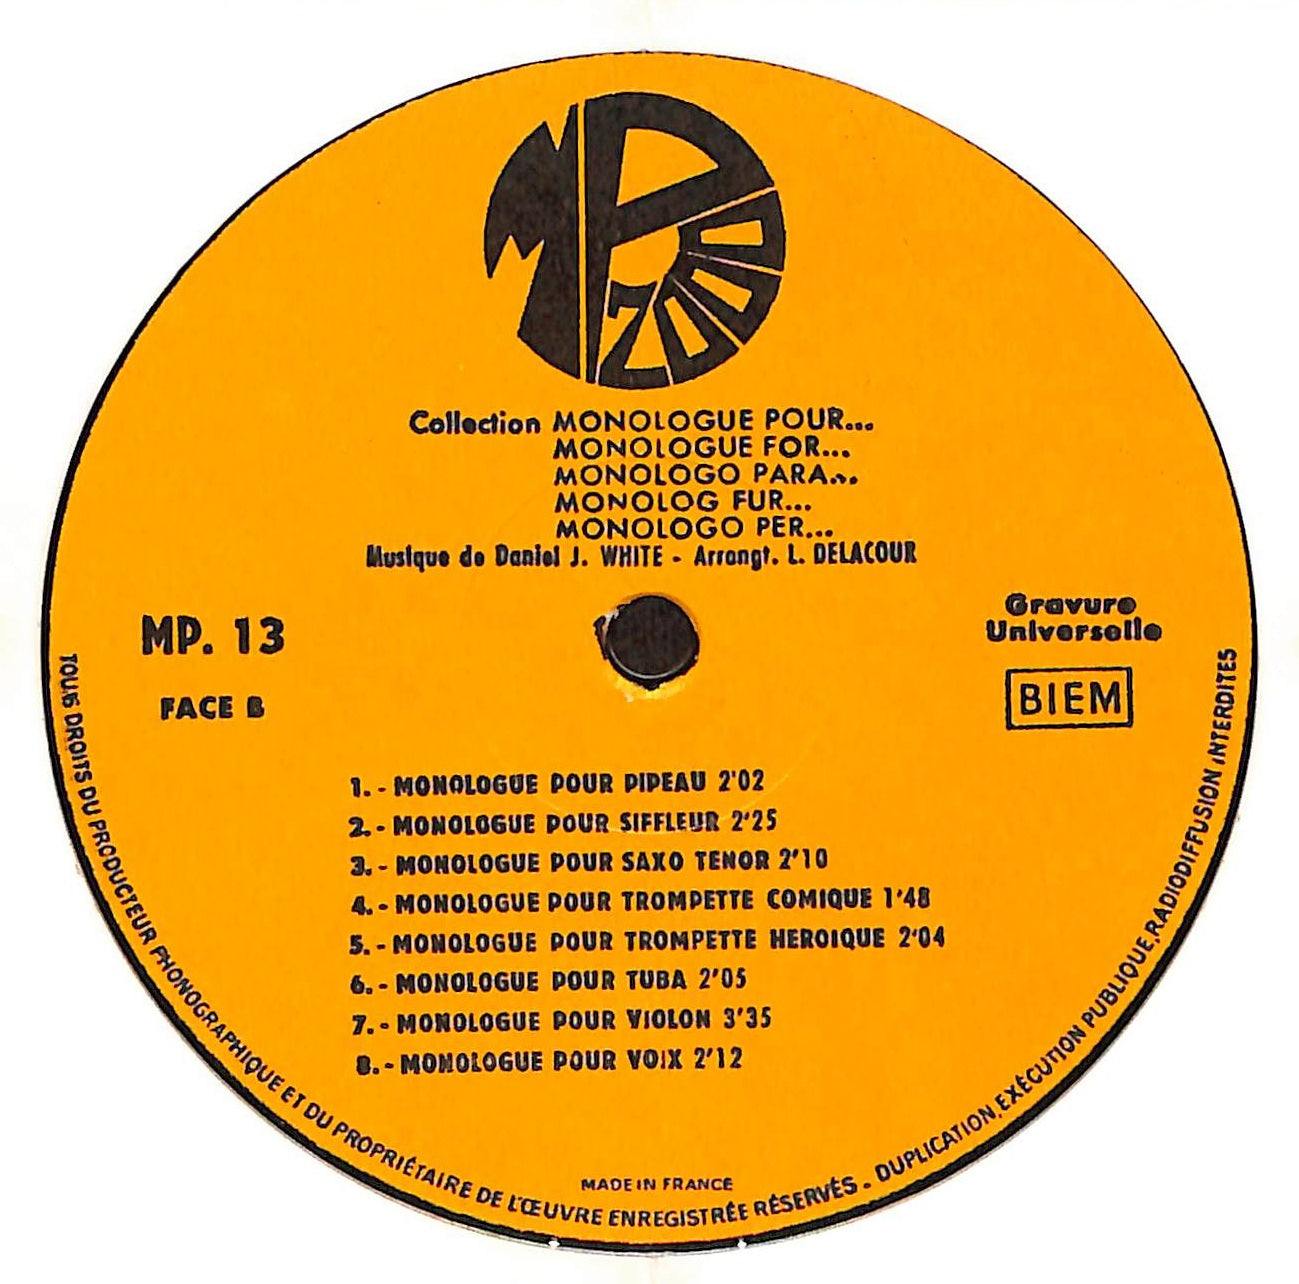 MP 2000
Collection MONOLOGUE POUR...
MONOLOGUE FOR...
MONOLOGO PARA...
MONOLOG FUR...
MONOLOGO PER...
Musique de Daniel J. WHITE - Arrangt. L. DELACOUR
MP. 13
FACE B
Gravure
Universelle
BIEM
1. - MONOLOGUE POUR PIPEAU 2'02
2. - MONOLOGUE POUR SIFFLEUR 2'25
3. - MONOLOGUE POUR SAXO TENOR 2'10
4. - MONOLOGUE POUR TROMPETTE COMIQUE 1'48
5. - MONOLOGUE POUR TROMPETTE HEROIQUE 2'04
6. - MONOLOGUE POUR TUBA 2'05
7. - MONOLOGUE POUR VIOLON 3'35
8. - MONOLOGUE POUR VOIX 2'12
MADE IN FRANCE
TOUS DROITS DU PRODUCTEUR PHONOGRAPHIQUE ET DU PROPRIÉTAIRE DE L'ŒUVRE ENREGISTRÉE RÉSERVÉS. DUPLICATION, EXÉCUTION PUBLIQUE, RADIODIFFUSION INTERDITES